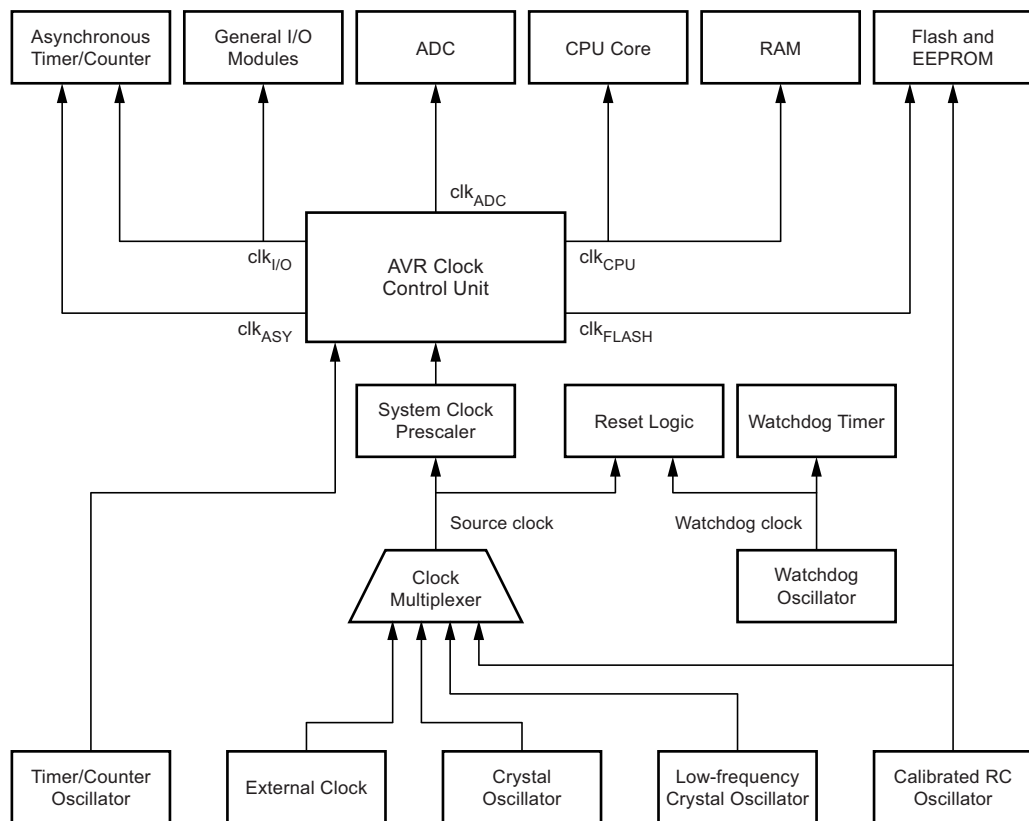 Asynchronous
Timer/Counter
General I/O
Modules
ADC
CPU Core
RAM
Flash and
EEPROM
clkADC
clkI/O
clkCPU
AVR Clock
Control Unit
clkASY
clkFLASH
System Clock
Prescaler
Reset Logic
Watchdog Timer
Source clock
Watchdog clock
Clock
Multiplexer
Watchdog
Oscillator
Timer/Counter
Oscillator
External Clock
Crystal
Oscillator
Low-frequency
Crystal Oscillator
Calibrated RC
Oscillator